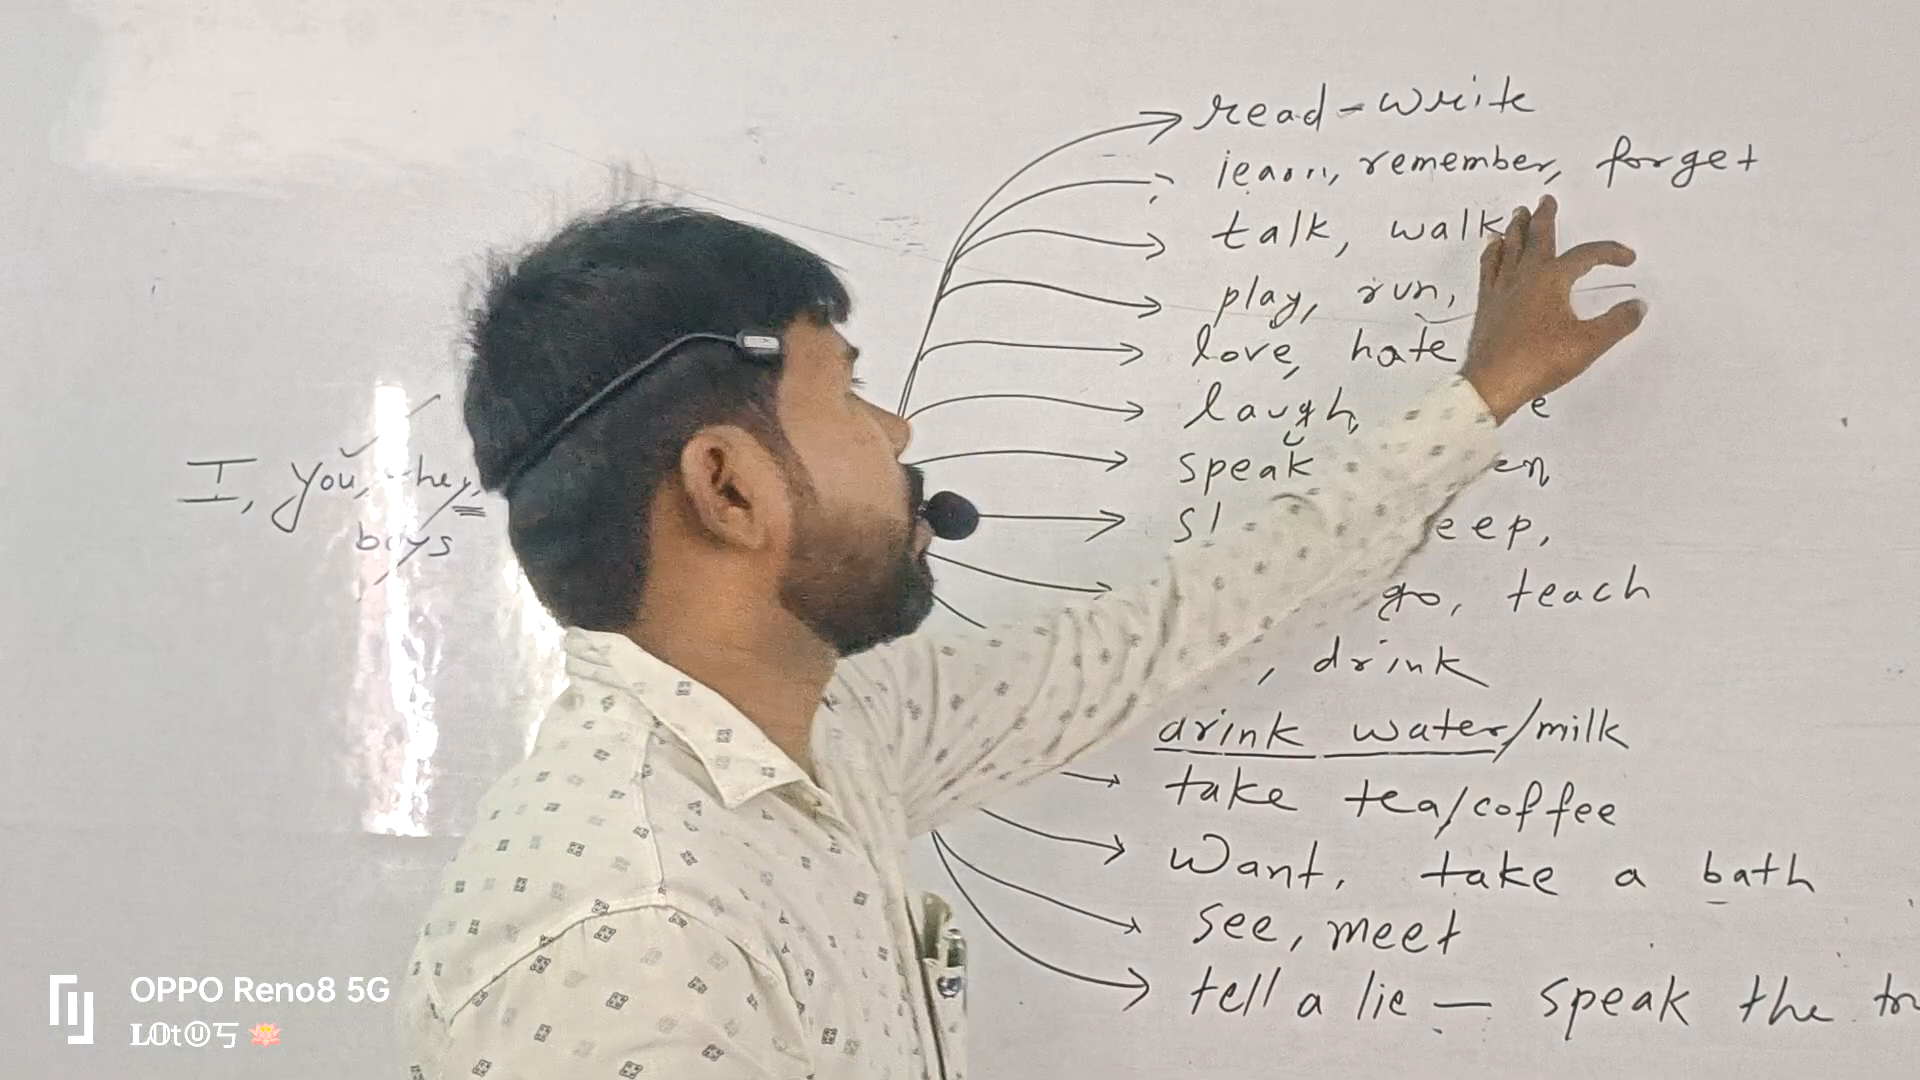 read - write
learn, remember, forget
talk, walk
play, run,
love, hate
laugh,
speak
go, teach
, drink
drink water/milk
take tea/coffee
Want, take a bath
see, meet
tell a lie — speak the
I, you, they,
boys
OPPO Reno8 5G